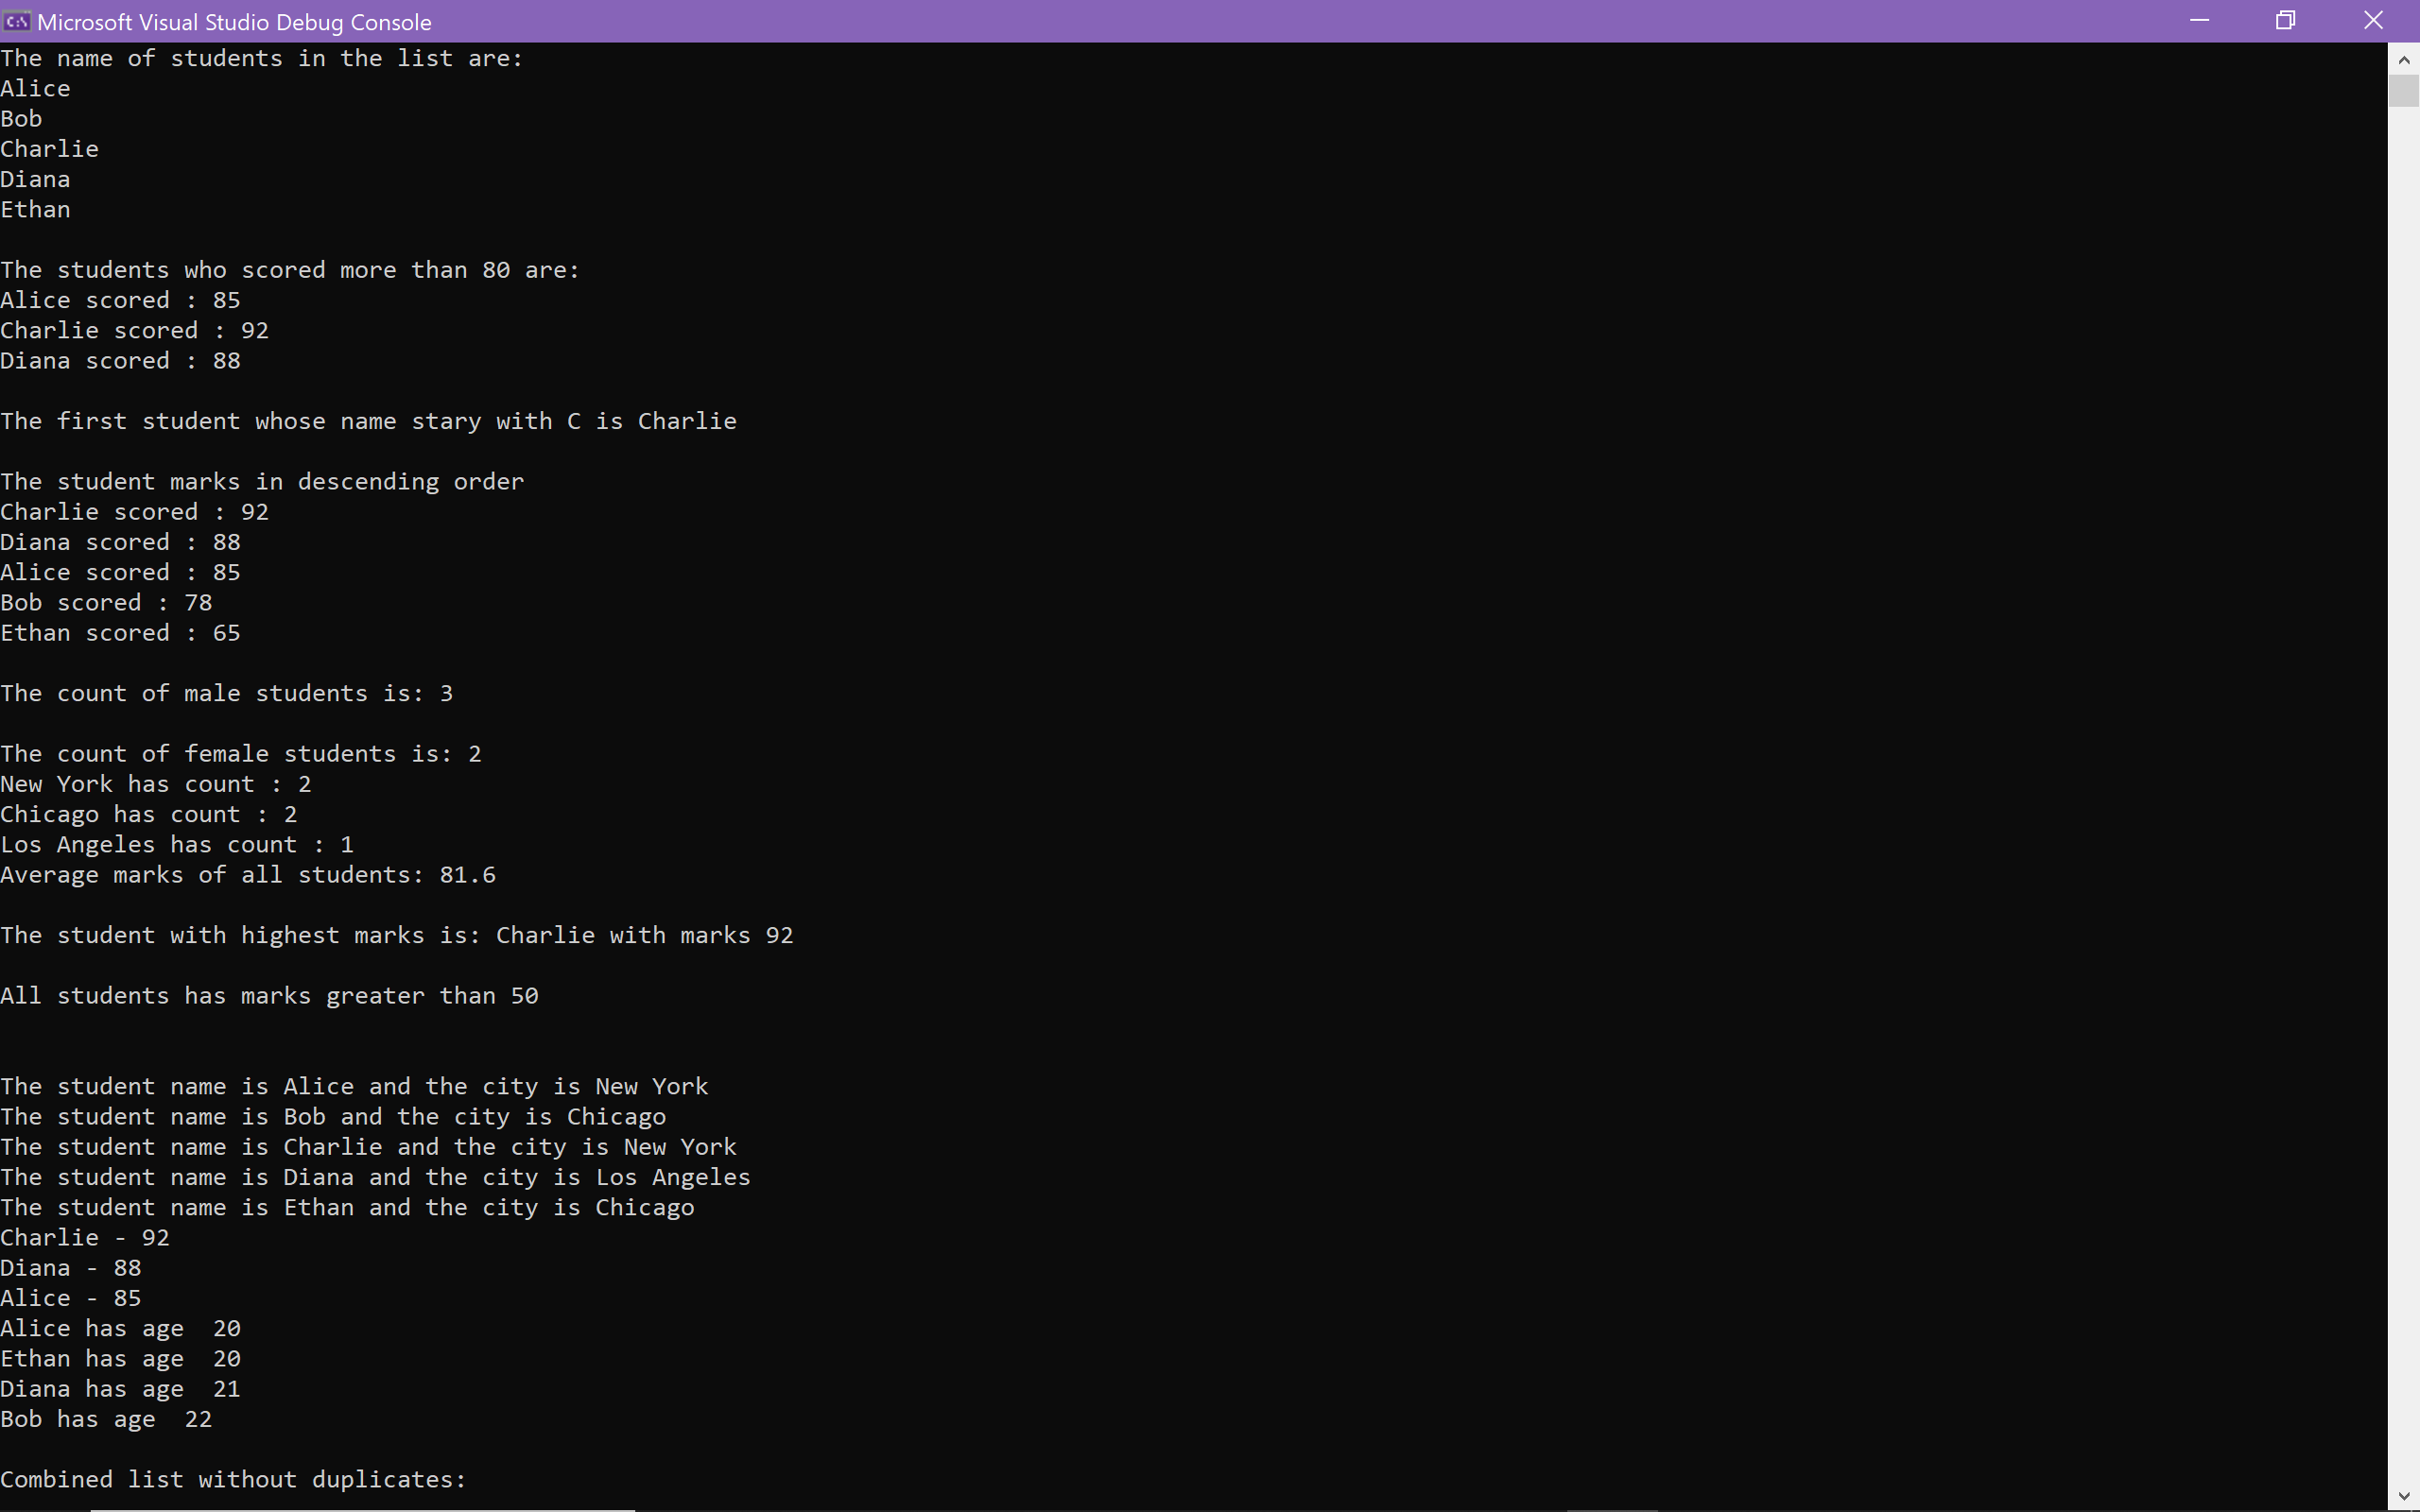 Microsoft Visual Studio Debug Console
The name of students in the list are:
Alice
Bob
Charlie
Diana
Ethan
The students who scored more than 80 are:
Alice scored : 85
Charlie scored : 92
Diana scored : 88
The first student whose name stary with C is Charlie
The student marks in descending order
Charlie scored : 92
Diana scored : 88
Alice scored : 85
Bob scored : 78
Ethan scored : 65
The count of male students is: 3
The count of female students is: 2
New York has count : 2
Chicago has count : 2
Los Angeles has count : 1
Average marks of all students: 81.6
The student with highest marks is: Charlie with marks 92
All students has marks greater than 50
The student name is Alice and the city is New York
The student name is Bob and the city is Chicago
The student name is Charlie and the city is New York
The student name is Diana and the city is Los Angeles
The student name is Ethan and the city is Chicago
Charlie - 92
Diana - 88
Alice - 85
Alice has age  20
Ethan has age  20
Diana has age  21
Bob has age  22
Combined list without duplicates: